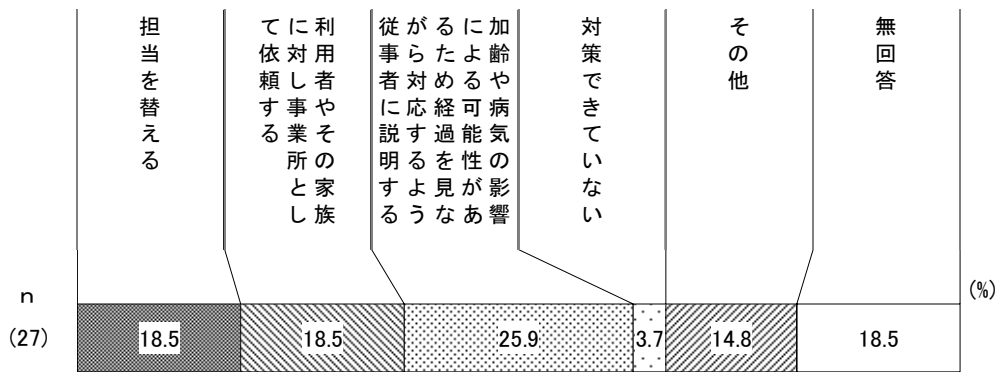 担当を替える
利用者やその家族
に対し事業所とし
て依頼する
加齢や病気の影響
による可能性があ
るため経過を見な
がら対応するよう
従事者に説明する
対策できていない
その他
無回答
(%)
n
(27)
18.5
18.5
25.9
3.7
14.8
18.5